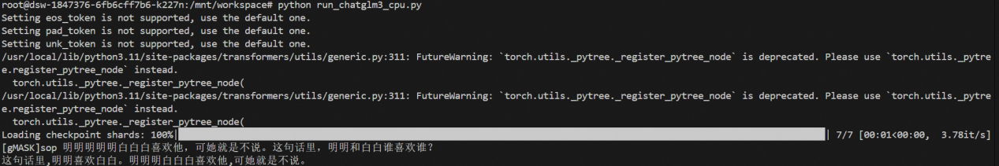 root@dsw-1847376-6fb6cff7b6-k227n:/mnt/workspace# python run_chatglm3_cpu.py
Setting eos_token is not supported, use the default one.
Setting pad_token is not supported, use the default one.
Setting unk_token is not supported, use the default one.
/usr/local/lib/python3.11/site-packages/transformers/utils/generic.py:311: FutureWarning: `torch.utils._pytree._register_pytree_node` is deprecated. Please use `torch.utils._pytre
e.register_pytree_node` instead.
  torch.utils._pytree._register_pytree_node(
/usr/local/lib/python3.11/site-packages/transformers/utils/generic.py:311: FutureWarning: `torch.utils._pytree._register_pytree_node` is deprecated. Please use `torch.utils._pytre
e.register_pytree_node` instead.
  torch.utils._pytree._register_pytree_node(
Loading checkpoint shards: 100%| | 7/7 [00:01<00:00,  3.78it/s]
[gMASK]sop 明明明明明白白白喜欢他，可她就是不说。这句话里，明明和白白谁喜欢谁？
这句话里,明明喜欢白白。明明明白白白喜欢他,可她就是不说。